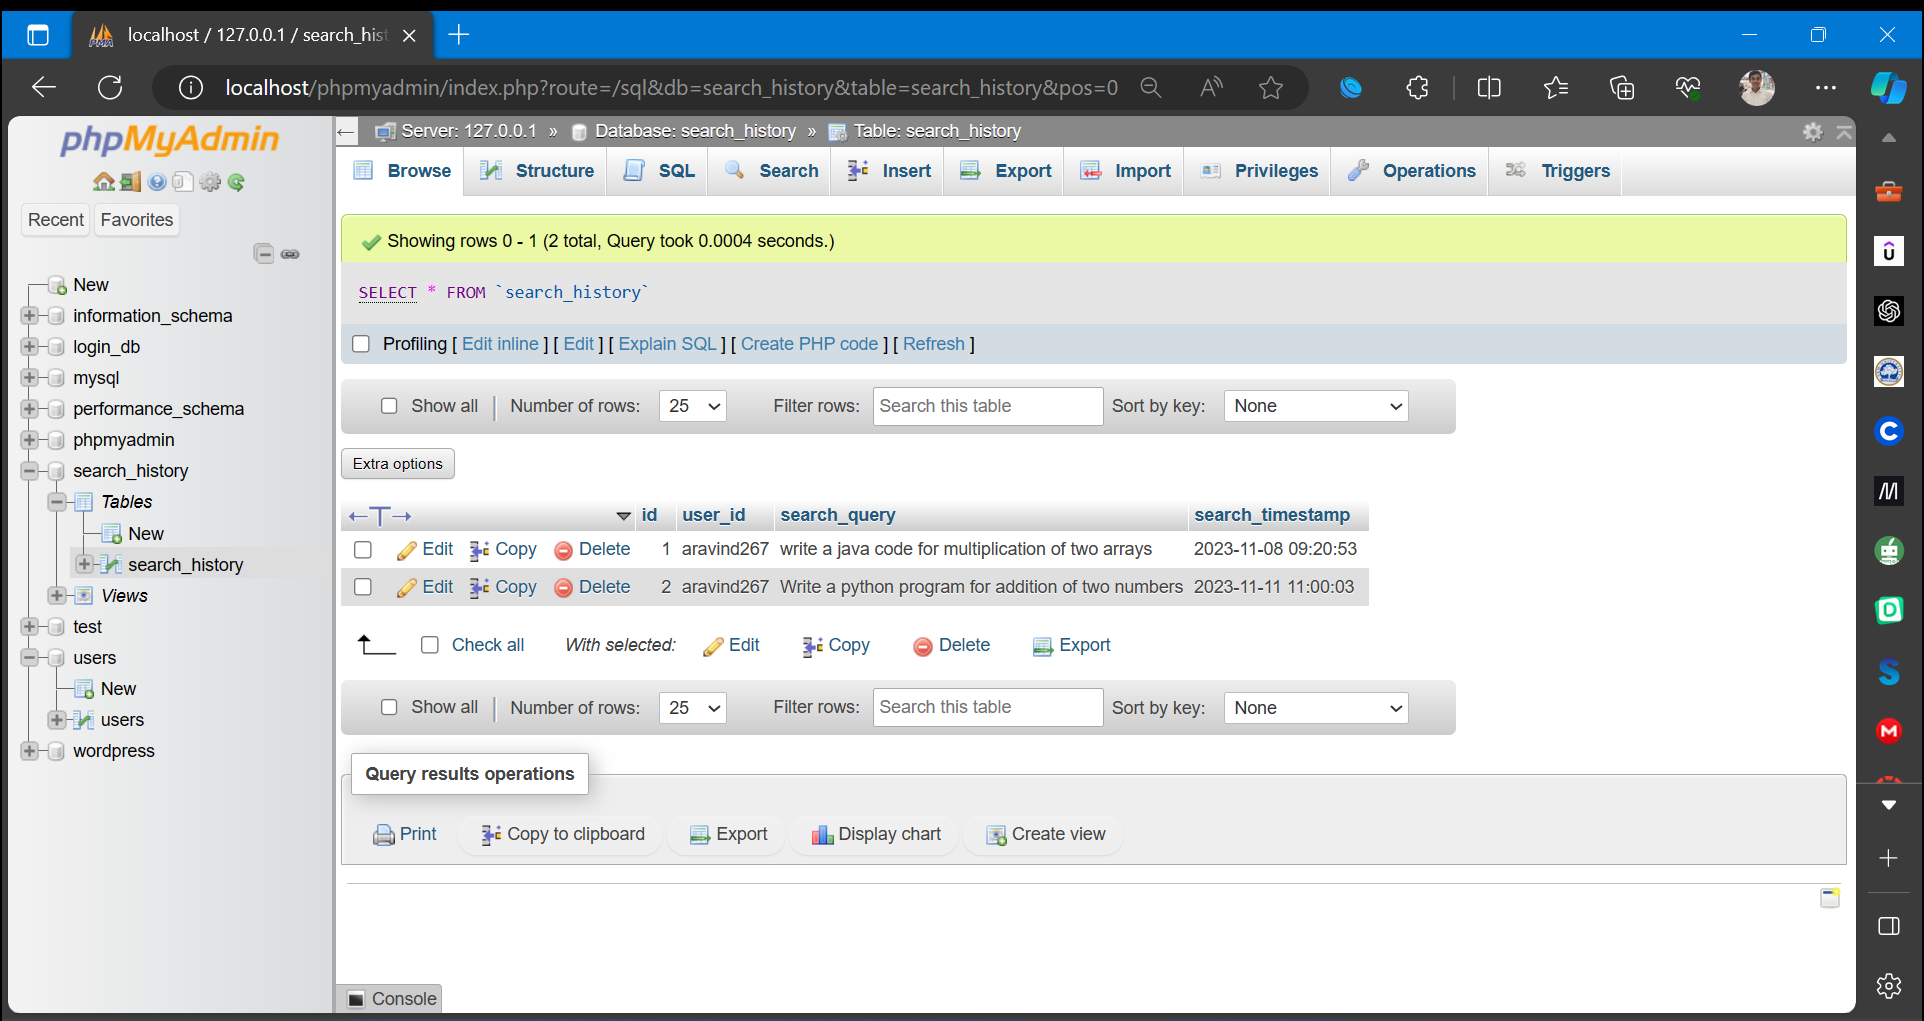 localhost / 127.0.0.1 / search_hist
localhost/phpmyadmin/index.php?route=/sql&db=search_history&table=search_history&pos=0
phpMyAdmin
Recent Favorites
New
information_schema
login_db
mysql
performance_schema
phpmyadmin
search_history
Tables
New
search_history
Views
test
users
New
users
wordpress
Server: 127.0.0.1 » Database: search_history » Table: search_history
Browse Structure SQL Search Insert Export Import Privileges Operations Triggers
Showing rows 0 - 1 (2 total, Query took 0.0004 seconds.)
SELECT * FROM `search_history`
Profiling [ Edit inline ] [ Edit ] [ Explain SQL ] [ Create PHP code ] [ Refresh ]
Show all Number of rows: 25 Filter rows: Search this table Sort by key: None
Extra options
←T→ id user_id search_query search_timestamp
Edit Copy Delete 1 aravind267 write a java code for multiplication of two arrays 2023-11-08 09:20:53
Edit Copy Delete 2 aravind267 Write a python program for addition of two numbers 2023-11-11 11:00:03
Check all With selected: Edit Copy Delete Export
Show all Number of rows: 25 Filter rows: Search this table Sort by key: None
Query results operations
Print Copy to clipboard Export Display chart Create view
Console